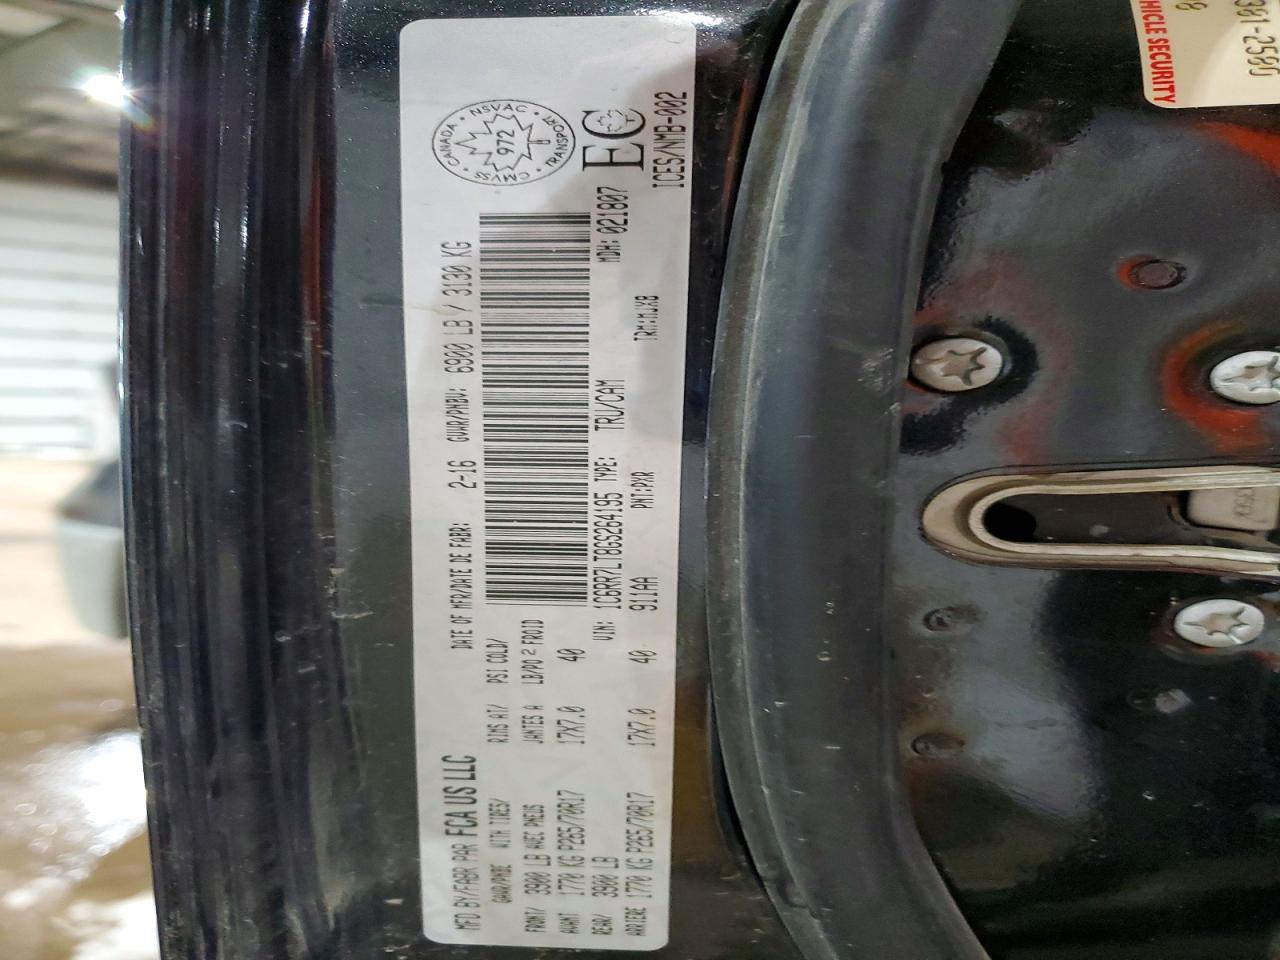 MFD BY/FABR PAR FCA US LLC
DATE OF MFR/DATE DE FABR: 2-16 GVWR/PNBV: 6900 LB / 3130 KG
GAWR/PNBE WITH TIRES/ RIMS AT/ PSI COLD/
FRONT/ 3900 LB AVEC PNEUS JANTES A LB/PO 2 FROID
AVANT 1770 KG P265/70R17 17X7.0 40
REAR/ 3900 LB
ARRIERE 1770 KG P265/70R17 17X7.0 40
VIN: 1C6RR7LT8GS264195 TYPE: TRU/CAM MDH: 021807
911AA PNT:PXR TRM:MJX8
CANADA • NSVAC • TRANSPORT • CMVSS •
972
EC
ICES/NMB-002
VEHICLE SECURITY